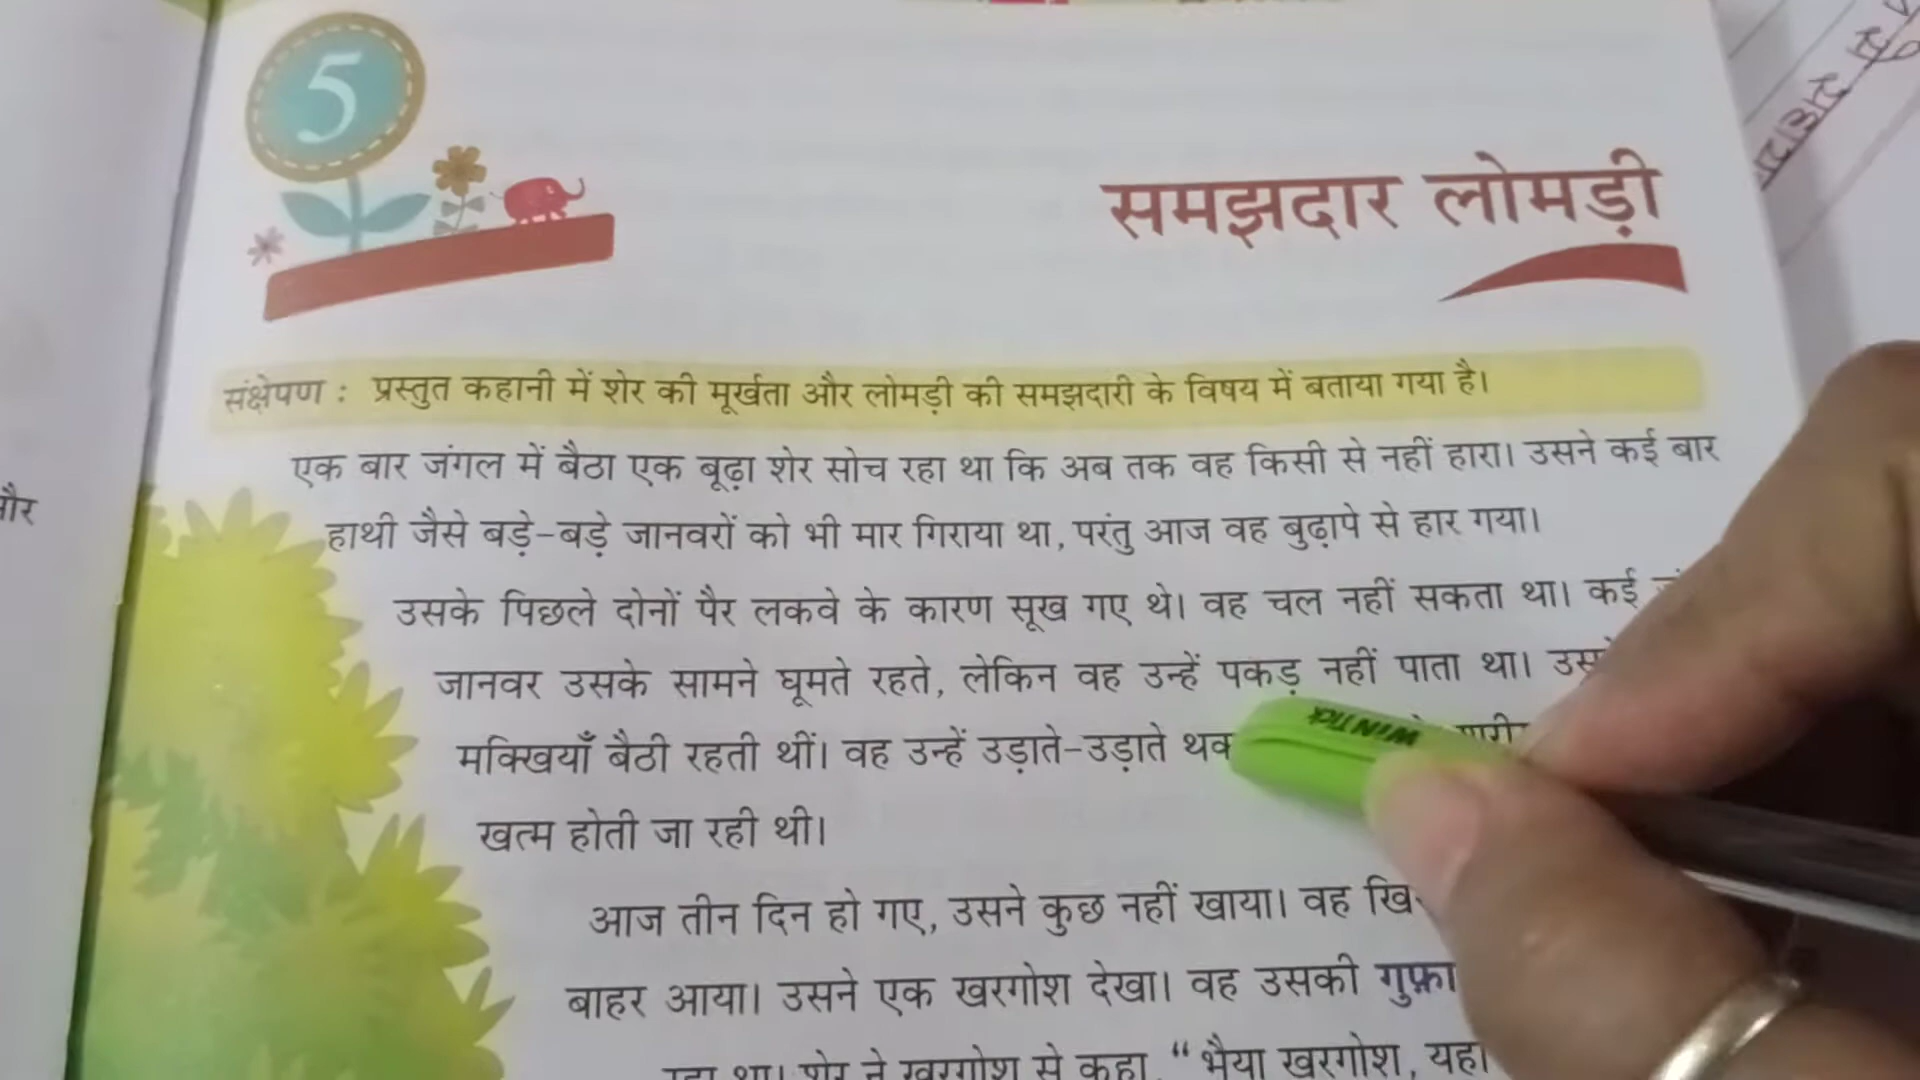 5
समझदार लोमड़ी
संक्षेपण : प्रस्तुत कहानी में शेर की मूर्खता और लोमड़ी की समझदारी के विषय में बताया गया है।
एक बार जंगल में बैठा एक बूढ़ा शेर सोच रहा था कि अब तक वह किसी से नहीं हारा। उसने कई बार
हाथी जैसे बड़े-बड़े जानवरों को भी मार गिराया था, परंतु आज वह बुढ़ापे से हार गया।
उसके पिछले दोनों पैर लकवे के कारण सूख गए थे। वह चल नहीं सकता था। कई
जानवर उसके सामने घूमते रहते, लेकिन वह उन्हें पकड़ नहीं पाता था।
मक्खियाँ बैठी रहती थीं। वह उन्हें उड़ाते-उड़ाते
WINTICK
खत्म होती जा रही थी।
आज तीन दिन हो गए, उसने कुछ नहीं खाया। वह
बाहर आया। उसने एक खरगोश देखा। वह उसकी गुफ़ा
रहा था। शेर ने खरगोश से कहा, “भैया खरगोश, यहाँ